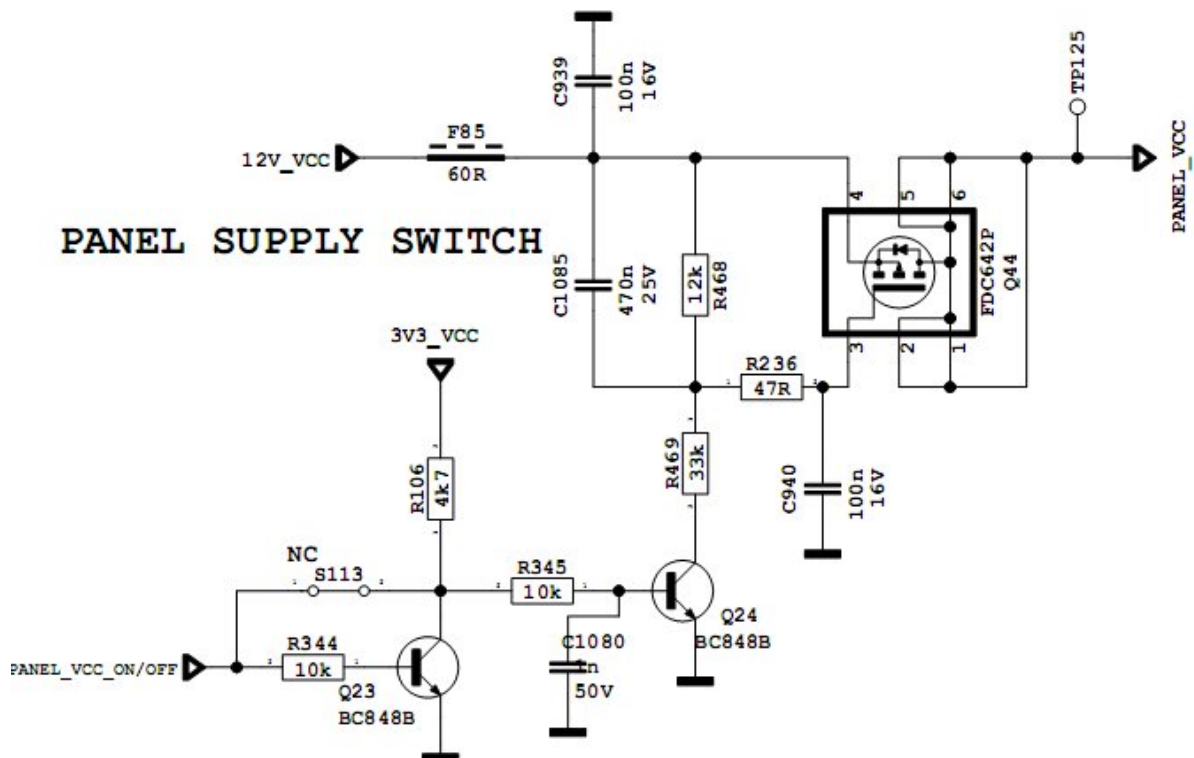 C939
100n
16V
TP125
F85
12V_VCC
60R
PANEL_VCC
4
5
6
PANEL SUPPLY SWITCH
C1085
470n
25V
12k
R468
FDC642P
Q44
3V3_VCC
3
2
1
R236
47R
R106
4k7
R469
33k
C940
100n
16V
NC
S113
R345
10k
Q24
BC848B
R344
10k
C1080
1n
50V
PANEL_VCC_ON/OFF
Q23
BC848B